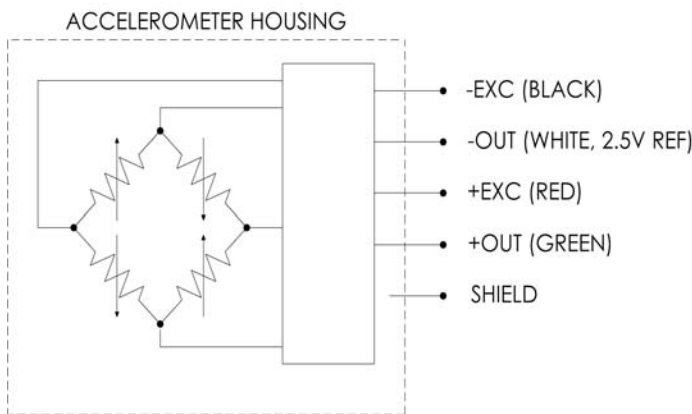 ACCELEROMETER HOUSING
-EXC (BLACK)
-OUT (WHITE, 2.5V REF)
+EXC (RED)
+OUT (GREEN)
SHIELD